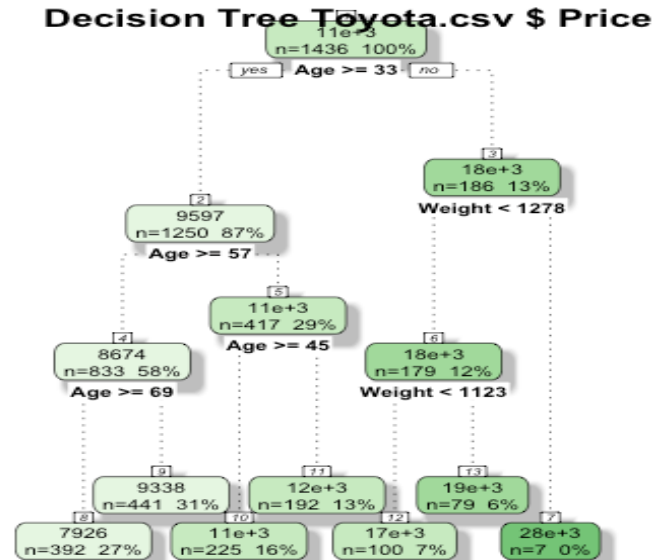 Decision Tree Toyota.csv $ Price
11e+3
n=1436 100%
yes Age >= 33 no
3
18e+3
n=186 13%
Weight < 1278
2
9597
n=1250 87%
Age >= 57
5
11e+3
n=417 29%
Age >= 45
4
8674
n=833 58%
Age >= 69
6
18e+3
n=179 12%
Weight < 1123
9
9338
n=441 31%
11
12e+3
n=192 13%
13
19e+3
n=79 6%
8
7926
n=392 27%
10
11e+3
n=225 16%
12
17e+3
n=100 7%
7
28e+3
n=7 0%